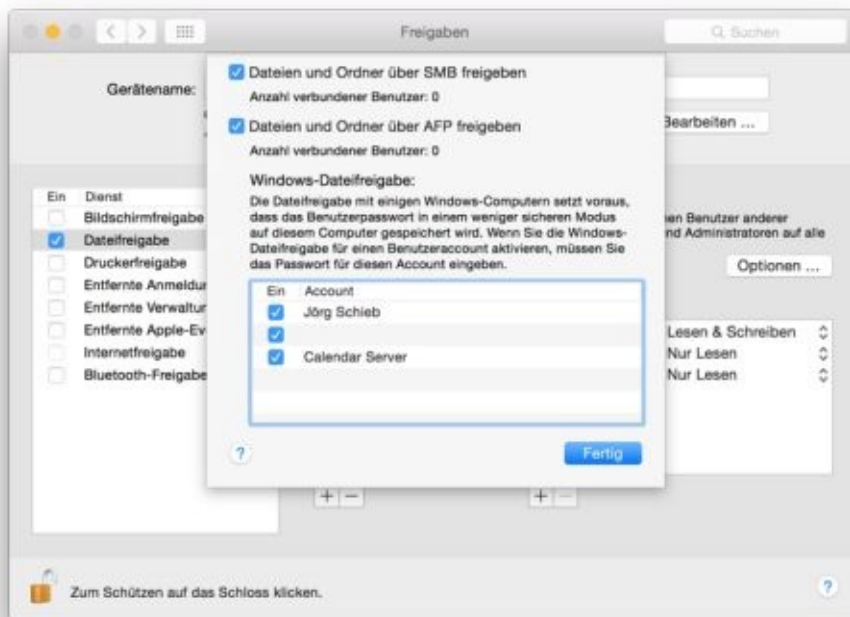 Freigaben
Suchen
Gerätename:
Bearbeiten ...
Dateien und Ordner über SMB freigeben
Anzahl verbundener Benutzer: 0
Dateien und Ordner über AFP freigeben
Anzahl verbundener Benutzer: 0
Windows-Dateifreigabe:
Die Dateifreigabe mit einigen Windows-Computern setzt voraus,
dass das Benutzerpasswort in einem weniger sicheren Modus
auf diesem Computer gespeichert wird. Wenn Sie die Windows-
Dateifreigabe für einen Benutzeraccount aktivieren, müssen Sie
das Passwort für diesen Account eingeben.
Ein Account
Jörg Schieb
Calendar Server
? Fertig
Ein Dienst
Bildschirmfreigabe
Dateifreigabe
Druckerfreigabe
Entfernte Anmeldur
Entfernte Verwaltur
Entfernte Apple-Ev
Internetfreigabe
Bluetooth-Freigabe
en Benutzer anderer
nd Administratoren auf alle
Optionen ...
Lesen & Schreiben
Nur Lesen
Nur Lesen
+ −
+ −
Zum Schützen auf das Schloss klicken.
?